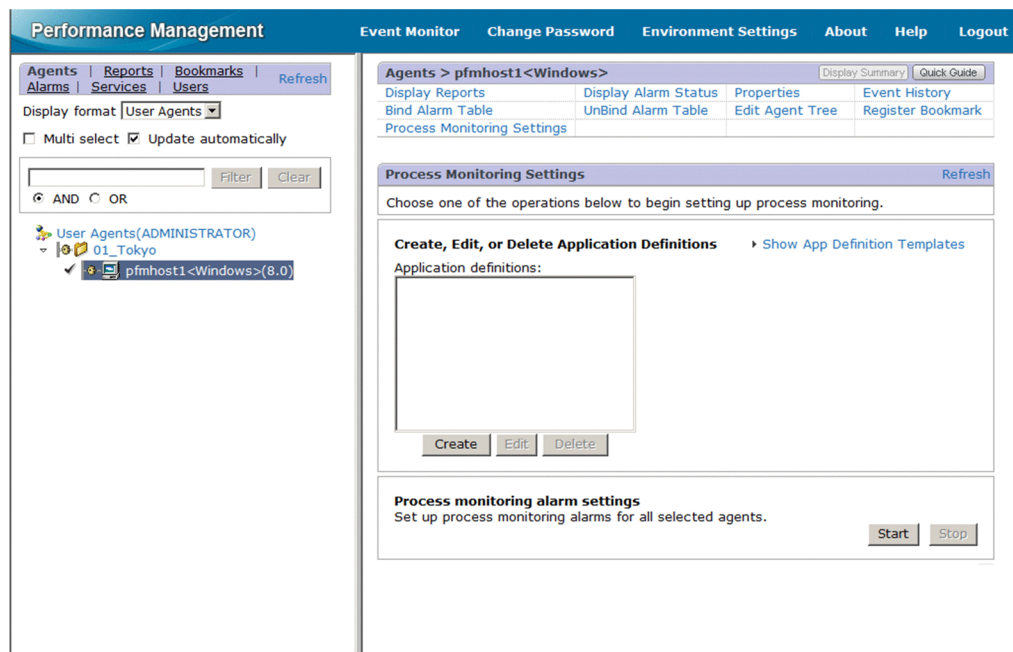 Performance Management
Event Monitor Change Password Environment Settings About Help Logout
Agents | Reports | Bookmarks | Refresh
Alarms | Services | Users
Display format User Agents
Multi select Update automatically
Filter Clear
AND OR
User Agents(ADMINISTRATOR)
01_Tokyo
pfmhost1<Windows>(8.0)
Agents > pfmhost1<Windows> Display Summary Quick Guide
Display Reports Display Alarm Status Properties Event History
Bind Alarm Table UnBind Alarm Table Edit Agent Tree Register Bookmark
Process Monitoring Settings
Process Monitoring Settings Refresh
Choose one of the operations below to begin setting up process monitoring.
Create, Edit, or Delete Application Definitions Show App Definition Templates
Application definitions:
Create Edit Delete
Process monitoring alarm settings
Set up process monitoring alarms for all selected agents.
Start Stop